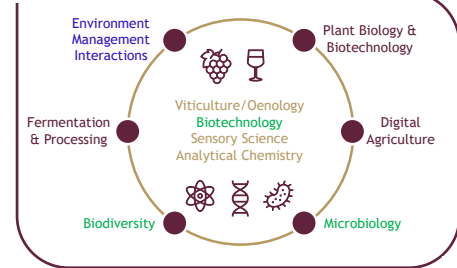 Environment
Management
Interactions
Plant Biology &
Biotechnology
Viticulture/Oenology
Biotechnology
Sensory Science
Analytical Chemistry
Fermentation
& Processing
Digital
Agriculture
Biodiversity
Microbiology